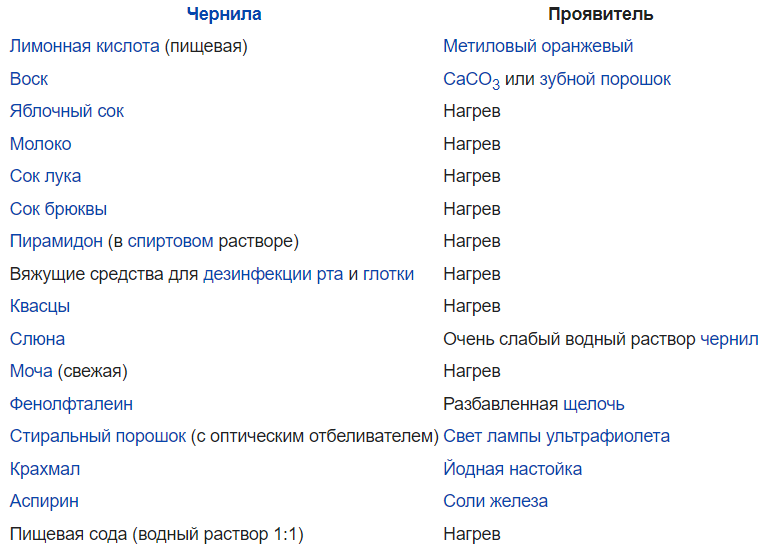 Чернила Проявитель
Лимонная кислота (пищевая) Метиловый оранжевый
Воск CaCO3 или зубной порошок
Яблочный сок Нагрев
Молоко Нагрев
Сок лука Нагрев
Сок брюквы Нагрев
Пирамидон (в спиртовом растворе) Нагрев
Вяжущие средства для дезинфекции рта и глотки Нагрев
Квасцы Нагрев
Слюна Очень слабый водный раствор чернил
Моча (свежая) Нагрев
Фенолфталеин Разбавленная щелочь
Стиральный порошок (с оптическим отбеливателем) Свет лампы ультрафиолета
Крахмал Йодная настойка
Аспирин Соли железа
Пищевая сода (водный раствор 1:1) Нагрев